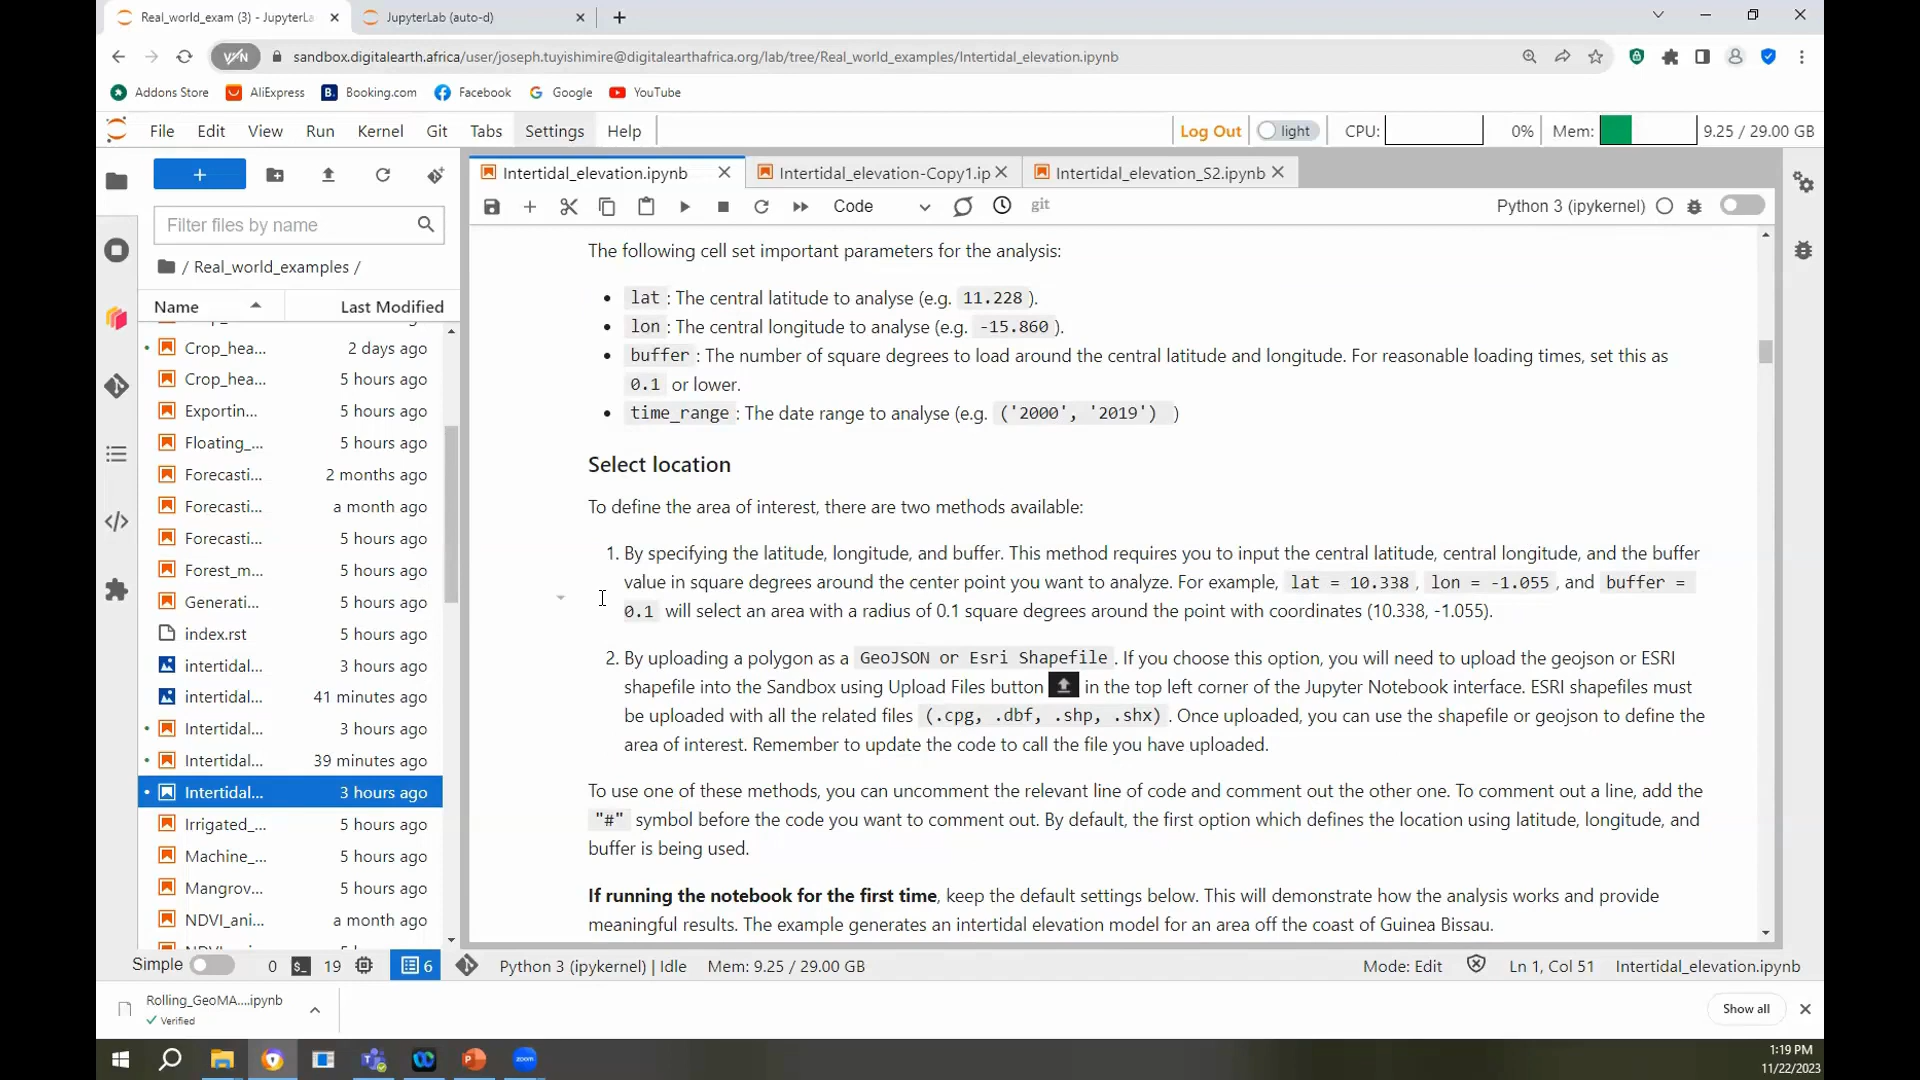 Real_world_exam (3) - JupyterLa
JupyterLab (auto-d)
sandbox.digitalearth.africa/user/joseph.tuyishimire@digitalearthafrica.org/lab/tree/Real_world_examples/Intertidal_elevation.ipynb
Addons Store
AliExpress
Booking.com
Facebook
Google
YouTube
File
Edit
View
Run
Kernel
Git
Tabs
Settings
Help
Log Out
light
CPU:
0%
Mem:
9.25 / 29.00 GB
Intertidal_elevation.ipynb
Intertidal_elevation-Copy1.ip
Intertidal_elevation_S2.ipynb
Filter files by name
Code
git
Python 3 (ipykernel)
/ Real_world_examples /
Name
Last Modified
Crop_hea...
2 days ago
Crop_hea...
5 hours ago
Exportin...
5 hours ago
Floating_...
5 hours ago
Forecasti...
2 months ago
Forecasti...
a month ago
Forecasti...
5 hours ago
Forest_m...
5 hours ago
Generati...
5 hours ago
index.rst
5 hours ago
intertidal...
3 hours ago
intertidal...
41 minutes ago
Intertidal...
3 hours ago
Intertidal...
39 minutes ago
Intertidal...
3 hours ago
Irrigated_...
5 hours ago
Machine_...
5 hours ago
Mangrov...
5 hours ago
NDVI_ani...
a month ago
The following cell set important parameters for the analysis:
lat : The central latitude to analyse (e.g. 11.228 ).
lon : The central longitude to analyse (e.g. -15.860 ).
buffer : The number of square degrees to load around the central latitude and longitude. For reasonable loading times, set this as
0.1 or lower.
time_range : The date range to analyse (e.g. ('2000', '2019') )
Select location
To define the area of interest, there are two methods available:
1. By specifying the latitude, longitude, and buffer. This method requires you to input the central latitude, central longitude, and the buffer
value in square degrees around the center point you want to analyze. For example, lat = 10.338 , lon = -1.055 , and buffer =
0.1 will select an area with a radius of 0.1 square degrees around the point with coordinates (10.338, -1.055).
2. By uploading a polygon as a GeoJSON or Esri Shapefile . If you choose this option, you will need to upload the geojson or ESRI
shapefile into the Sandbox using Upload Files button in the top left corner of the Jupyter Notebook interface. ESRI shapefiles must
be uploaded with all the related files (.cpg, .dbf, .shp, .shx) . Once uploaded, you can use the shapefile or geojson to define the
area of interest. Remember to update the code to call the file you have uploaded.
To use one of these methods, you can uncomment the relevant line of code and comment out the other one. To comment out a line, add the
"#" symbol before the code you want to comment out. By default, the first option which defines the location using latitude, longitude, and
buffer is being used.
If running the notebook for the first time, keep the default settings below. This will demonstrate how the analysis works and provide
meaningful results. The example generates an intertidal elevation model for an area off the coast of Guinea Bissau.
Simple
0
19
6
Python 3 (ipykernel) | Idle
Mem: 9.25 / 29.00 GB
Mode: Edit
Ln 1, Col 51
Intertidal_elevation.ipynb
Rolling_GeoMA....ipynb
Verified
Show all
1:19 PM
11/22/2023